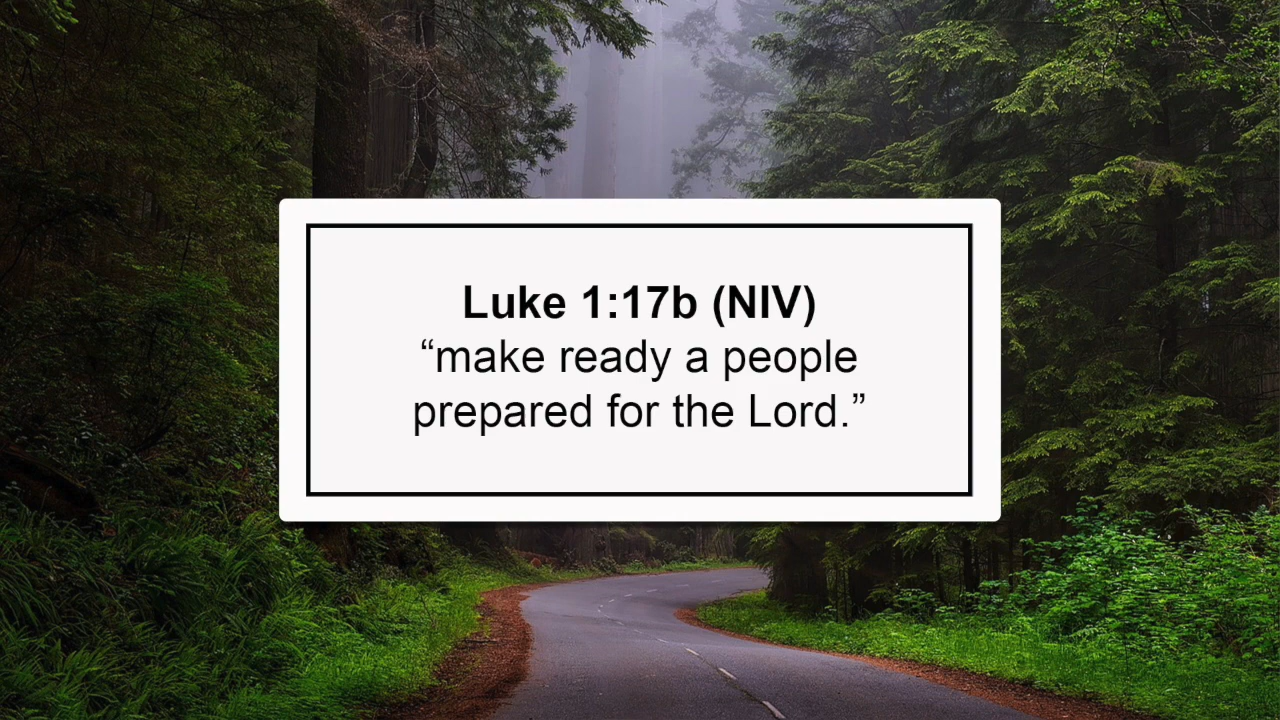 Luke 1:17b (NIV)
“make ready a people
prepared for the Lord.”